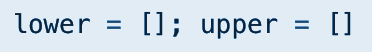 lower = []; upper = []